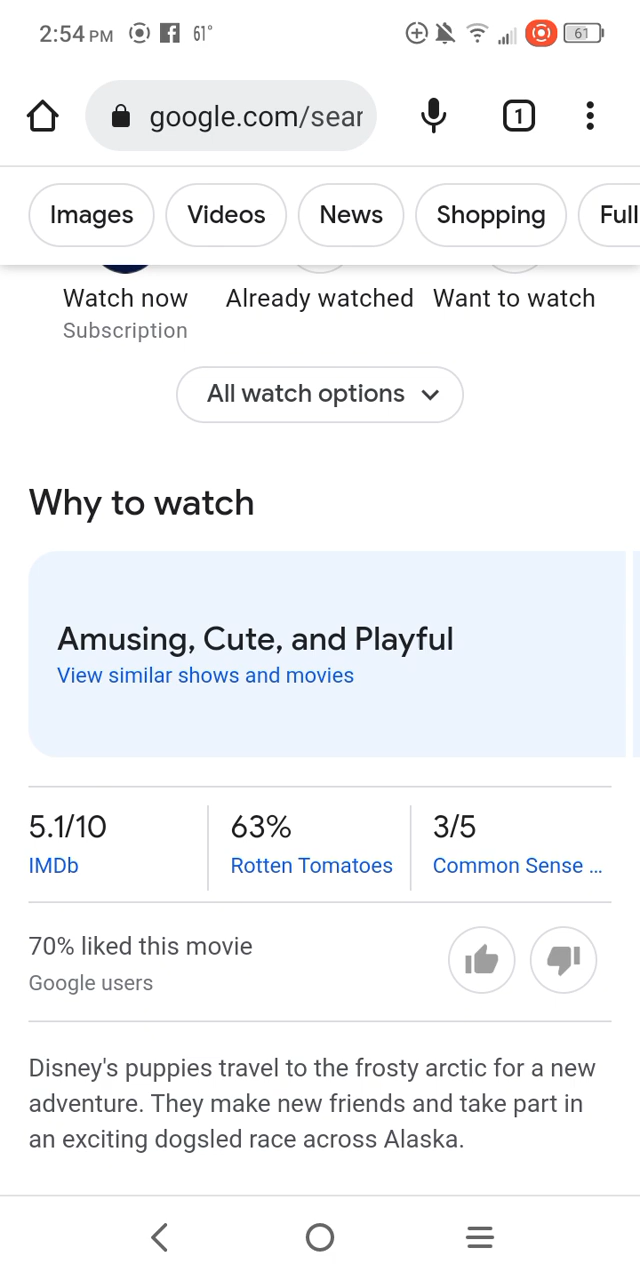 2:54 PM 61° 61
google.com/sear 1
Images Videos News Shopping Full
Watch now Already watched Want to watch
Subscription
All watch options
Why to watch
Amusing, Cute, and Playful
View similar shows and movies
5.1/10 63% 3/5
IMDb Rotten Tomatoes Common Sense ...
70% liked this movie
Google users
Disney's puppies travel to the frosty arctic for a new
adventure. They make new friends and take part in
an exciting dogsled race across Alaska.